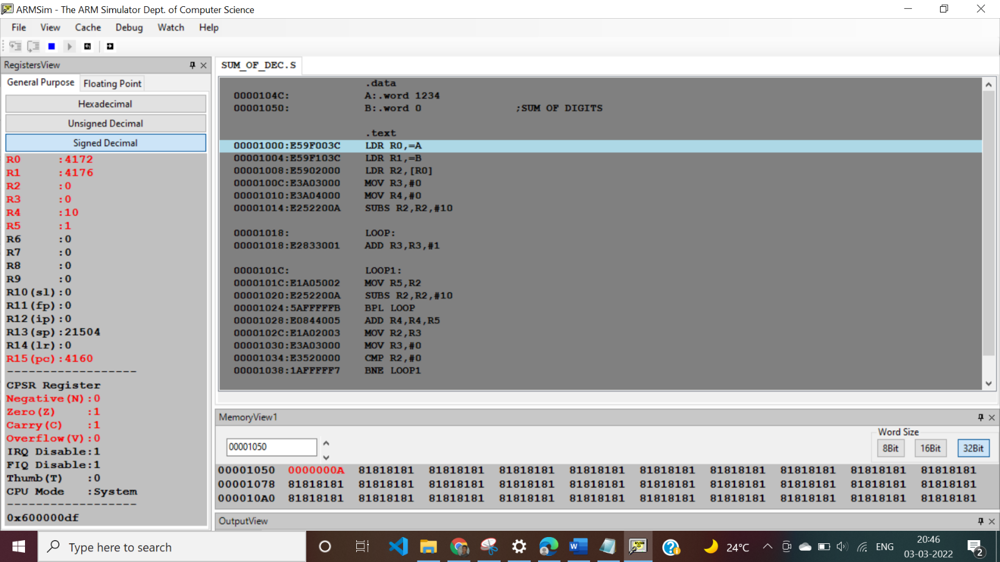 ARMSim - The ARM Simulator Dept. of Computer Science
File View Cache Debug Watch Help
RegistersView
General Purpose Floating Point
Hexadecimal
Unsigned Decimal
Signed Decimal
R0 :4172
R1 :4176
R2 :0
R3 :0
R4 :10
R5 :1
R6 :0
R7 :0
R8 :0
R9 :0
R10(sl):0
R11(fp):0
R12(ip):0
R13(sp):21504
R14(lr):0
R15(pc):4160
------------------
CPSR Register
Negative(N):0
Zero(Z) :1
Carry(C) :1
Overflow(V):0
IRQ Disable:1
FIQ Disable:1
Thumb(T) :0
CPU Mode :System
------------------
0x600000df
SUM_OF_DEC.S
.data
0000104C: A:.word 1234
00001050: B:.word 0 ;SUM OF DIGITS
.text
00001000:E59F003C LDR R0,=A
00001004:E59F103C LDR R1,=B
00001008:E5902000 LDR R2,[R0]
0000100C:E3A03000 MOV R3,#0
00001010:E3A04000 MOV R4,#0
00001014:E252200A SUBS R2,R2,#10
00001018: LOOP:
00001018:E2833001 ADD R3,R3,#1
0000101C: LOOP1:
0000101C:E1A05002 MOV R5,R2
00001020:E252200A SUBS R2,R2,#10
00001024:5AFFFFFB BPL LOOP
00001028:E0844005 ADD R4,R4,R5
0000102C:E1A02003 MOV R2,R3
00001030:E3A03000 MOV R3,#0
00001034:E3520000 CMP R2,#0
00001038:1AFFFFF7 BNE LOOP1
MemoryView1
00001050
Word Size
8Bit 16Bit 32Bit
00001050 0000000A 81818181 81818181 81818181 81818181 81818181 81818181 81818181 81818181 81818181
00001078 81818181 81818181 81818181 81818181 81818181 81818181 81818181 81818181 81818181 81818181
000010A0 81818181 81818181 81818181 81818181 81818181 81818181 81818181 81818181 81818181 81818181
OutputView
Type here to search
24°C
ENG
20:46
03-03-2022
2